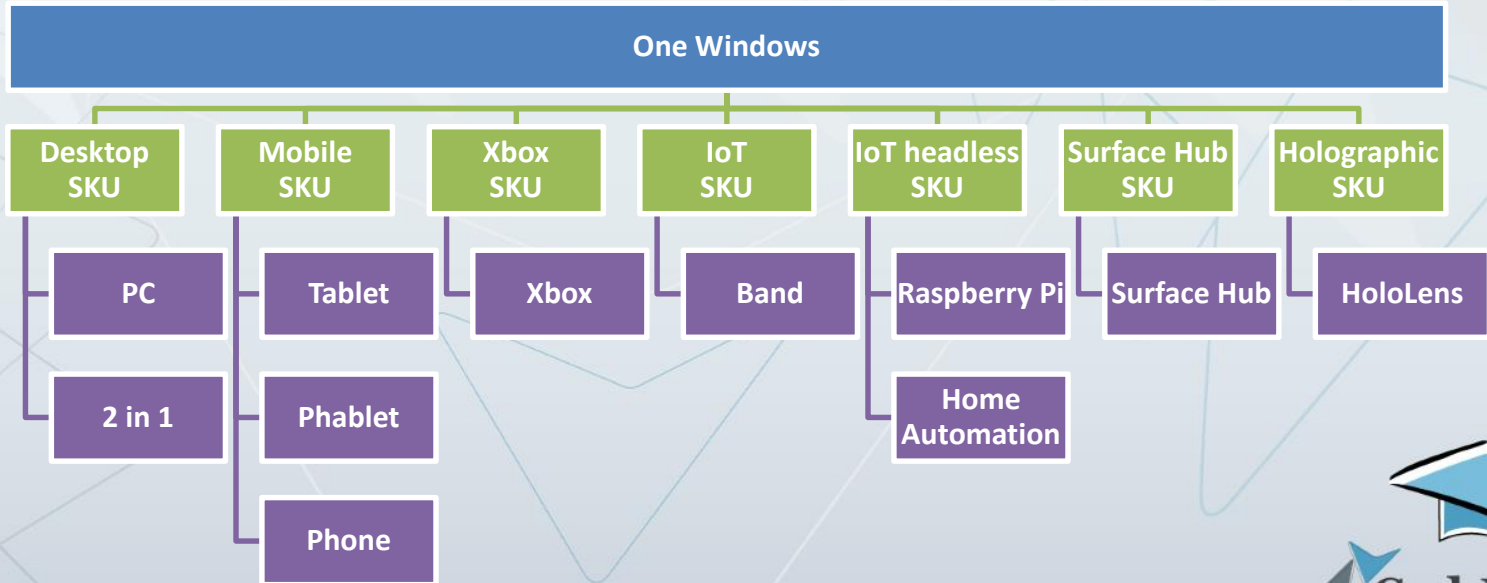 One Windows
Desktop
SKU
Mobile
SKU
Xbox
SKU
IoT
SKU
IoT headless
SKU
Surface Hub
SKU
Holographic
SKU
PC
Tablet
Xbox
Band
Raspberry Pi
Surface Hub
HoloLens
2 in 1
Phablet
Home
Automation
Phone